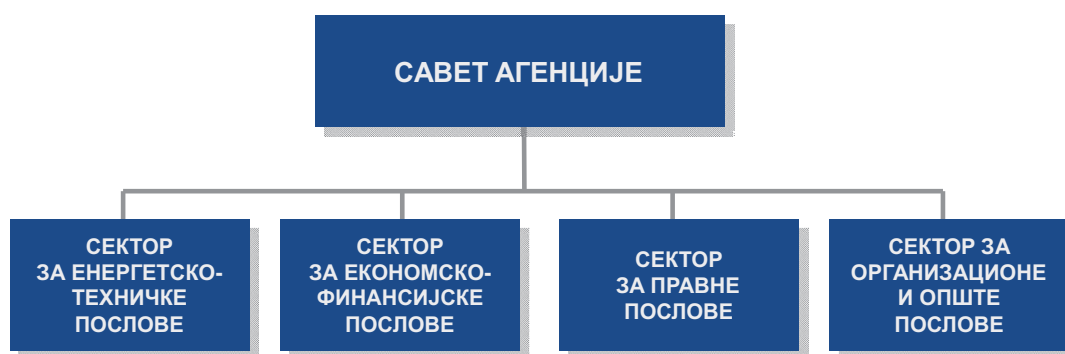 САВЕТ АГЕНЦИЈЕ
СЕКТОР
ЗА ЕНЕРГЕТСКО-
ТЕХНИЧКЕ
ПОСЛОВЕ
СЕКТОР
ЗА ЕКОНОМСКО-
ФИНАНСИЈСКЕ
ПОСЛОВЕ
СЕКТОР
ЗА ПРАВНЕ
ПОСЛОВЕ
СЕКТОР ЗА
ОРГАНИЗАЦИОНЕ
И ОПШТЕ
ПОСЛОВЕ